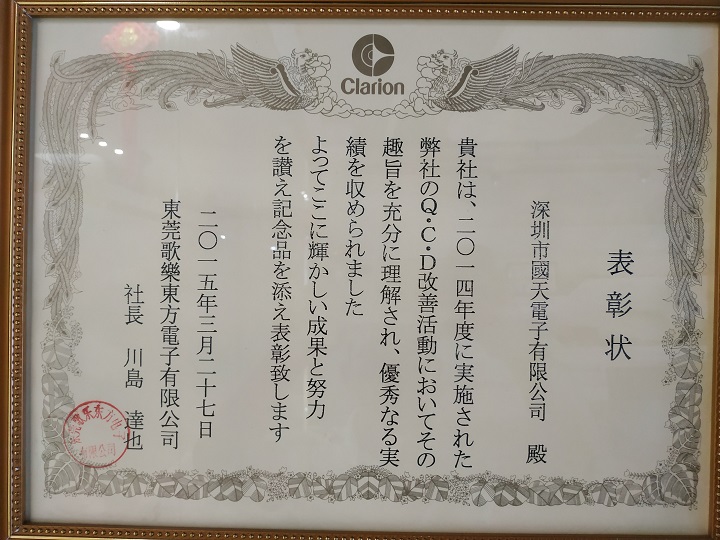 Clarion
表彰状
深圳市國天電子有限公司 殿
貴社は、二〇一四年度に実施された
弊社のQ・C・D改善活動においてその
趣旨を充分に理解され、優秀なる実
績を収められました
よってここに輝かしい成果と努力
を讃え記念品を添え表彰致します
二〇一五年三月二十七日
東莞歌樂東方電子有限公司
社長 川島 達也